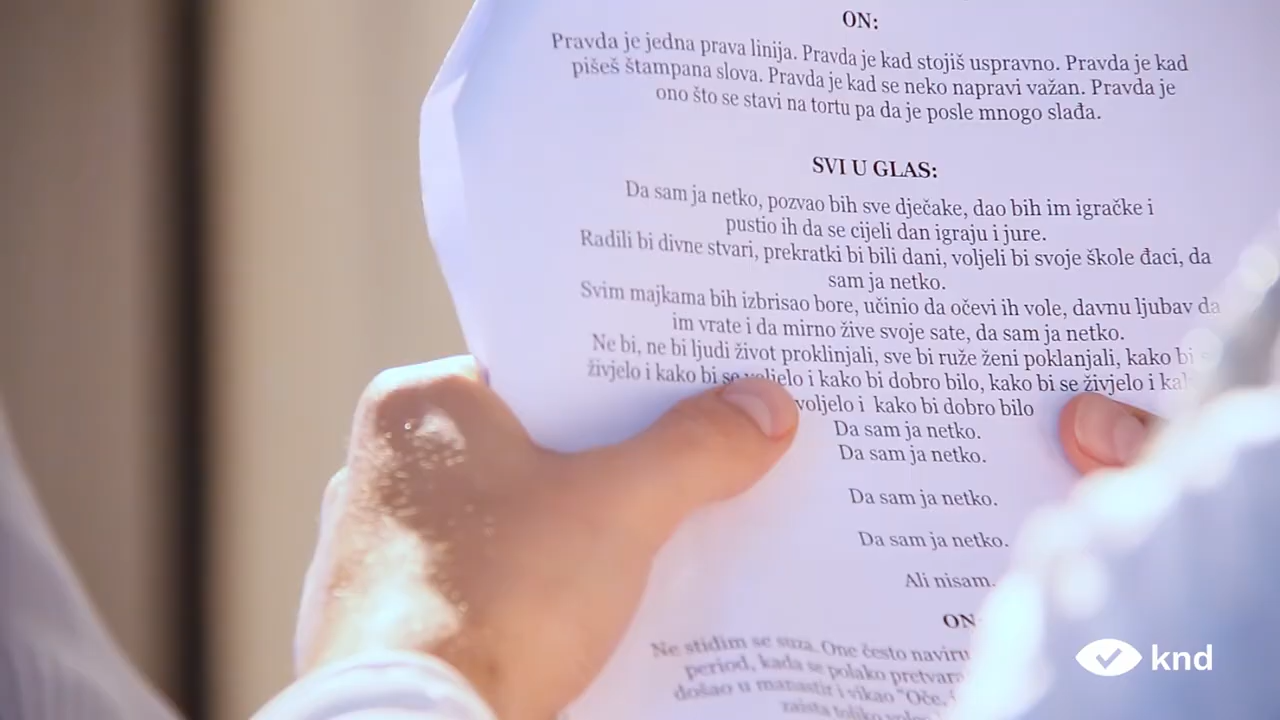 ON:
Pravda je jedna prava linija. Pravda je kad stojiš uspravno. Pravda je kad
pišeš štampana slova. Pravda je kad se neko napravi važan. Pravda je
ono što se stavi na tortu pa da je posle mnogo slađa.
SVI U GLAS:
Da sam ja netko, pozvao bih sve dječake, dao bih im igračke i
pustio ih da se cijeli dan igraju i jure.
Radili bi divne stvari, prekratki bi bili dani, voljeli bi svoje škole đaci, da
sam ja netko.
Svim majkama bih izbrisao bore, učinio da očevi ih vole, davnu ljubav da
im vrate i da mirno žive svoje sate, da sam ja netko.
Ne bi, ne bi ljudi život proklinjali, sve bi ruže ženi poklanjali, kako bi
živjelo i kako bi se voljelo i kako bi dobro bilo, kako bi se živjelo i
voljelo i kako bi dobro bilo
Da sam ja netko.
Da sam ja netko.
Da sam ja netko.
Da sam ja netko.
Ali nisam.
ON
Ne stidim se suza. One često naviru
period, kada se polako
došao u manastir i vikao "Oče,
zaista toliko
knd